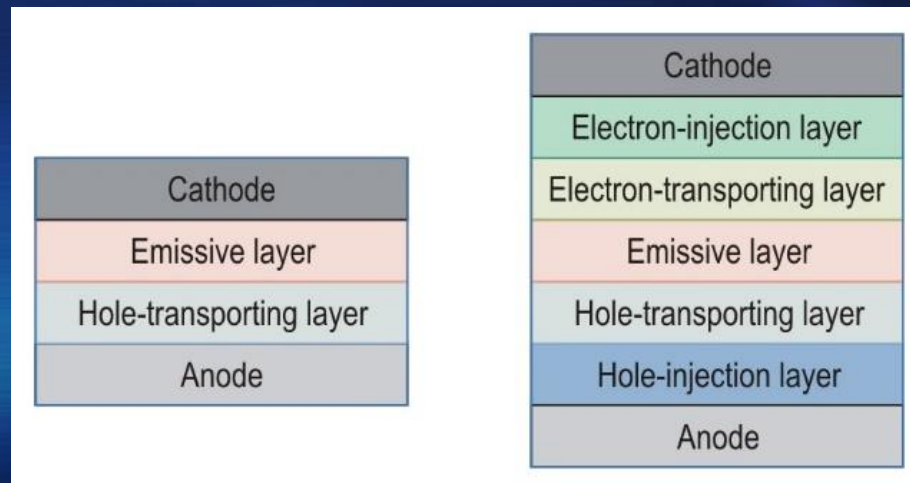 Cathode
Emissive layer
Hole-transporting layer
Anode
Cathode
Electron-injection layer
Electron-transporting layer
Emissive layer
Hole-transporting layer
Hole-injection layer
Anode